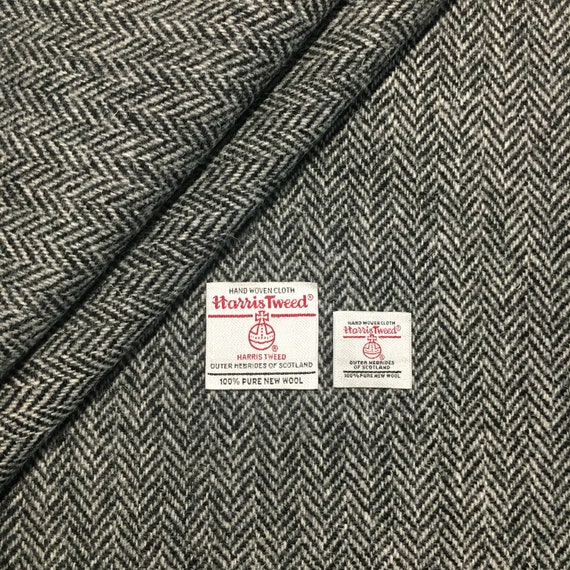 HAND WOVEN CLOTH
Harris Tweed®
®
HARRIS TWEED
OUTER HEBRIDES OF SCOTLAND
100% PURE NEW WOOL
HAND WOVEN CLOTH
Harris Tweed®
®
OUTER HEBRIDES
OF SCOTLAND
100% PURE NEW WOOL